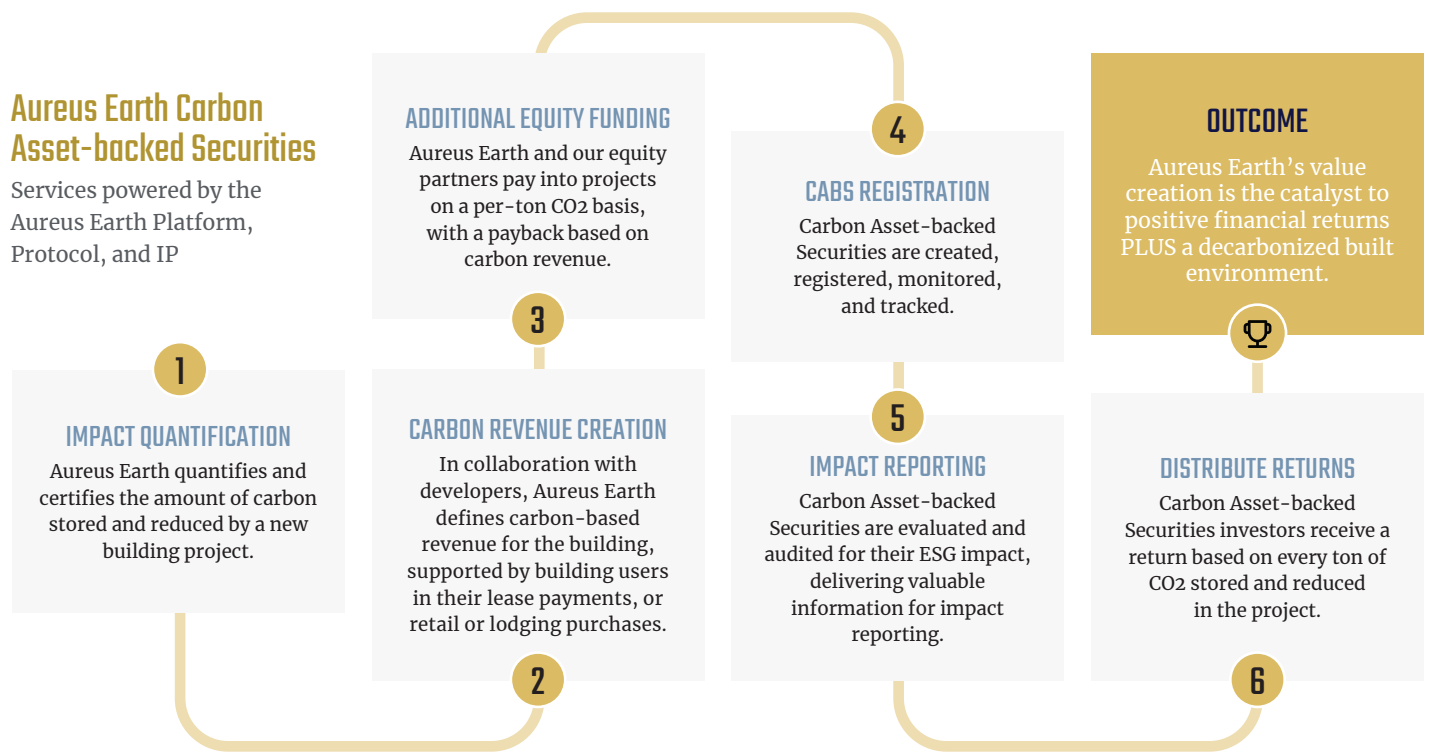 Aureus Earth Carbon
Asset-backed Securities
Services powered by the
Aureus Earth Platform,
Protocol, and IP
1
IMPACT QUANTIFICATION
Aureus Earth quantifies and
certifies the amount of carbon
stored and reduced by a new
building project.
2
CARBON REVENUE CREATION
In collaboration with
developers, Aureus Earth
defines carbon-based
revenue for the building,
supported by building users
in their lease payments, or
retail or lodging purchases.
3
ADDITIONAL EQUITY FUNDING
Aureus Earth and our equity
partners pay into projects
on a per-ton CO2 basis,
with a payback based on
carbon revenue.
4
CABS REGISTRATION
Carbon Asset-backed
Securities are created,
registered, monitored,
and tracked.
5
IMPACT REPORTING
Carbon Asset-backed
Securities are evaluated and
audited for their ESG impact,
delivering valuable
information for impact
reporting.
6
DISTRIBUTE RETURNS
Carbon Asset-backed
Securities investors receive a
return based on every ton of
CO2 stored and reduced
in the project.
OUTCOME
Aureus Earth’s value
creation is the catalyst to
positive financial returns
PLUS a decarbonized built
environment.